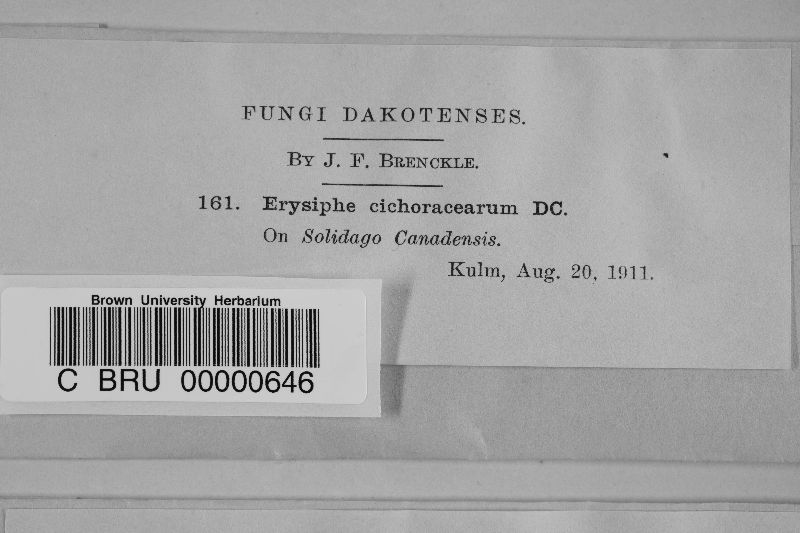 FUNGI DAKOTENSES.
BY J. F. BRENCKLE.
161. Erysiphe cichoracearum DC.
On Solidago Canadensis.
Kulm, Aug. 20, 1911.
Brown University Herbarium
C BRU 00000646